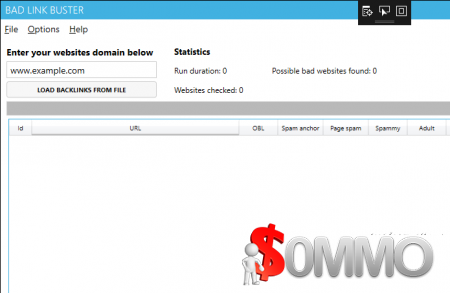 BAD LINK BUSTER
File Options Help
Enter your websites domain below
www.example.com
LOAD BACKLINKS FROM FILE
Statistics
Run duration: 0 Possible bad websites found: 0
Websites checked: 0
Id URL OBL Spam anchor Page spam Spammy Adult
$0MMO